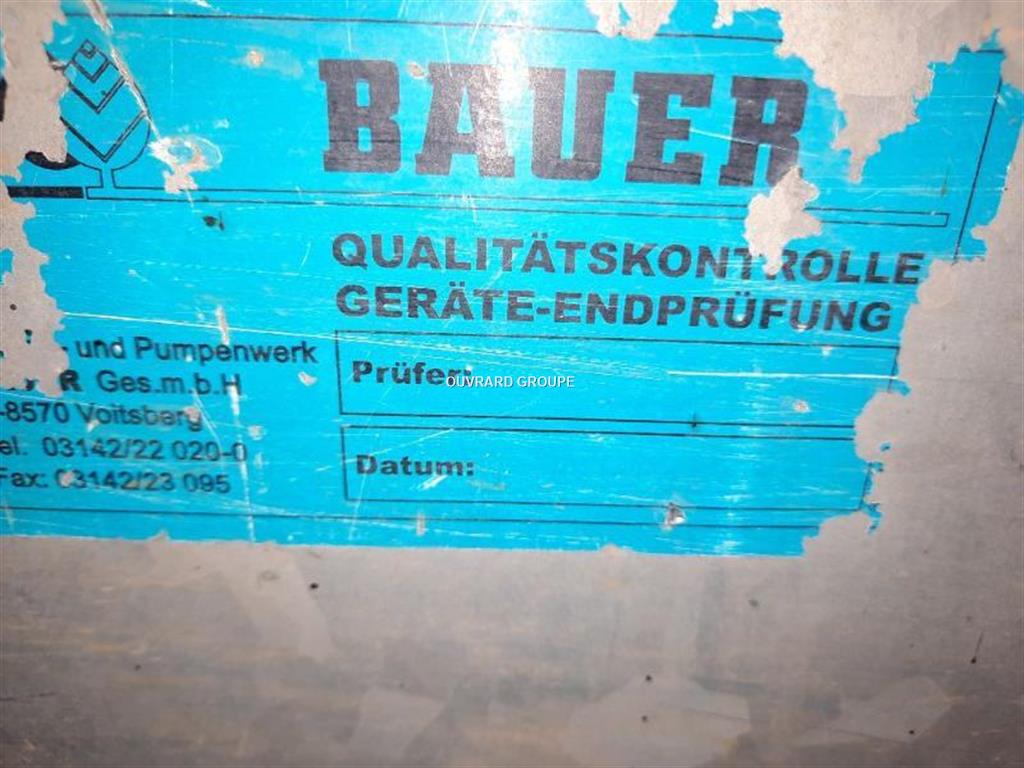 BAUER
QUALITÄTSKONTROLLE
GERÄTE-ENDPRÜFUNG
- und Pumpenwerk
R Ges.m.b.H
-8570 Voitsberg
el. 03142/22 020-0
Fax: 03142/23 095
Prüfer:
OUVRARD GROUPE
Datum: